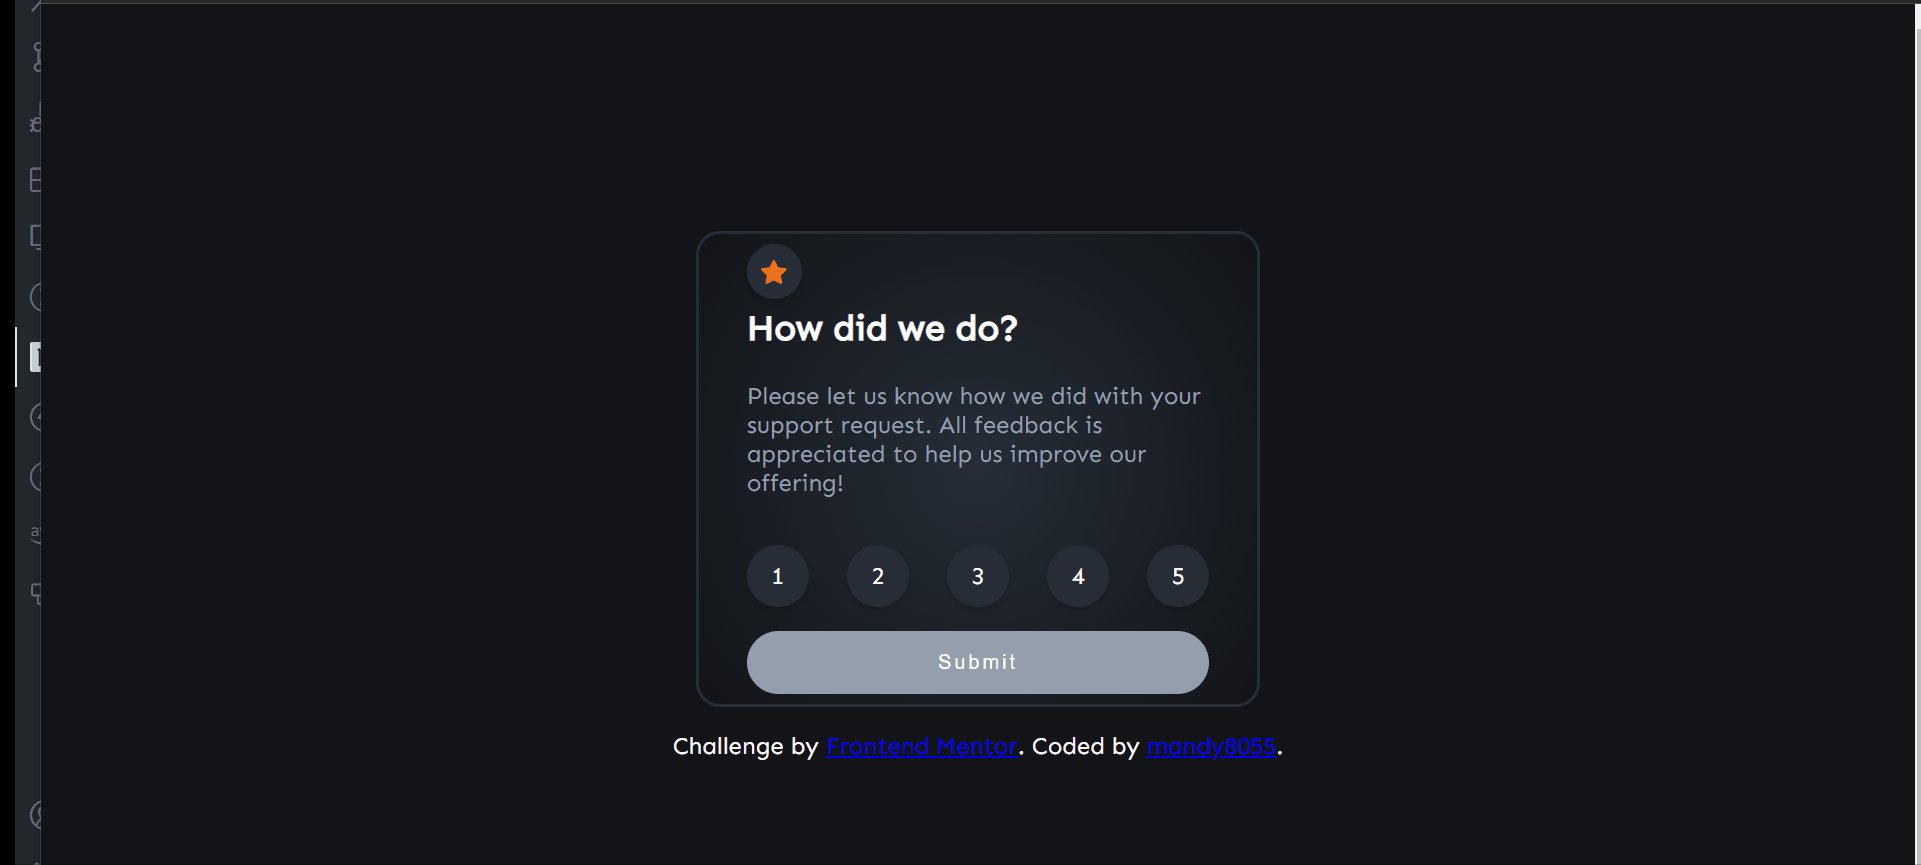 How did we do?
Please let us know how we did with your
support request. All feedback is
appreciated to help us improve our
offering!
1 2 3 4 5
Submit
Challenge by Frontend Mentor. Coded by mandy8055.